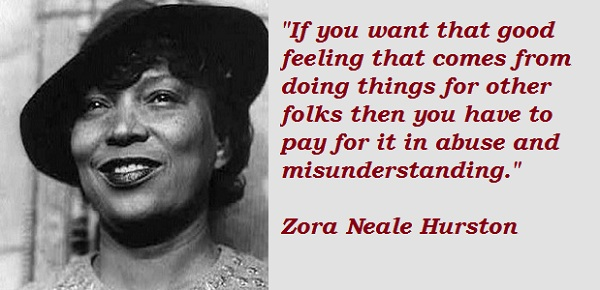 "If you want that good
feeling that comes from
doing things for other
folks then you have to
pay for it in abuse and
misunderstanding."
Zora Neale Hurston